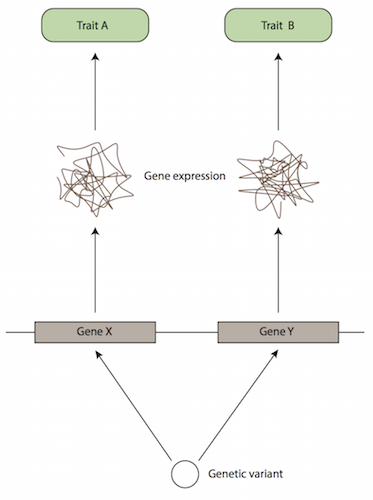 Trait A
Trait B
Gene expression
Gene X
Gene Y
Genetic variant